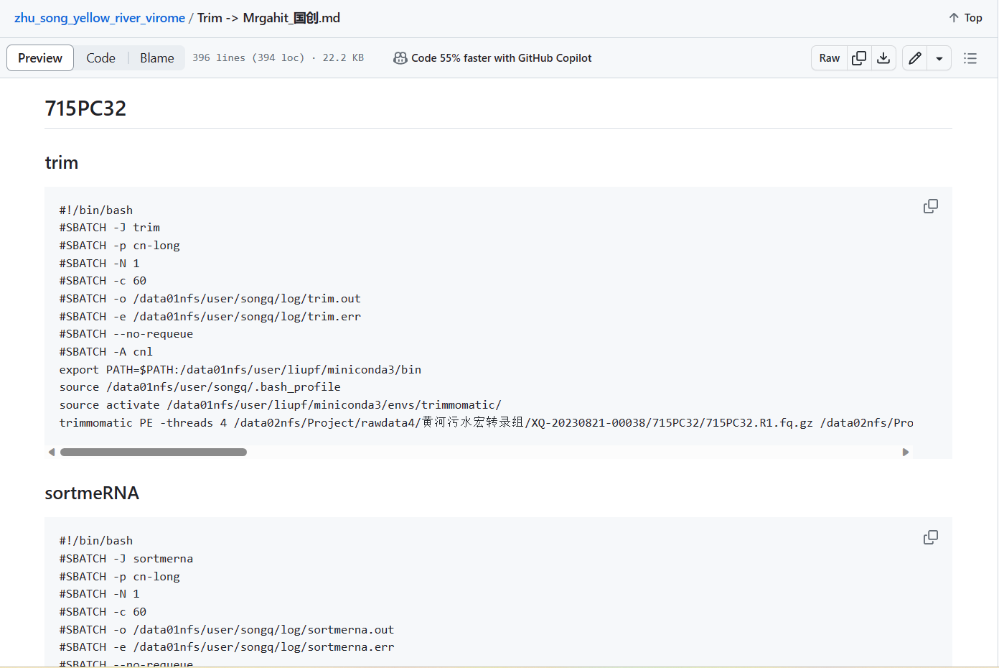 zhu_song_yellow_river_virome / Trim -> Mrgahit_国创.md
Top
Preview Code Blame 396 lines (394 loc) · 22.2 KB Code 55% faster with GitHub Copilot Raw
715PC32
trim
#!/bin/bash
#SBATCH -J trim
#SBATCH -p cn-long
#SBATCH -N 1
#SBATCH -c 60
#SBATCH -o /data01nfs/user/songq/log/trim.out
#SBATCH -e /data01nfs/user/songq/log/trim.err
#SBATCH --no-requeue
#SBATCH -A cnl
export PATH=$PATH:/data01nfs/user/liupf/miniconda3/bin
source /data01nfs/user/songq/.bash_profile
source activate /data01nfs/user/liupf/miniconda3/envs/trimmomatic/
trimmomatic PE -threads 4 /data02nfs/Project/rawdata4/黄河污水宏转录组/XQ-20230821-00038/715PC32/715PC32.R1.fq.gz /data02nfs/Pro
sortmeRNA
#!/bin/bash
#SBATCH -J sortmerna
#SBATCH -p cn-long
#SBATCH -N 1
#SBATCH -c 60
#SBATCH -o /data01nfs/user/songq/log/sortmerna.out
#SBATCH -e /data01nfs/user/songq/log/sortmerna.err
#SBATCH --no-requeue